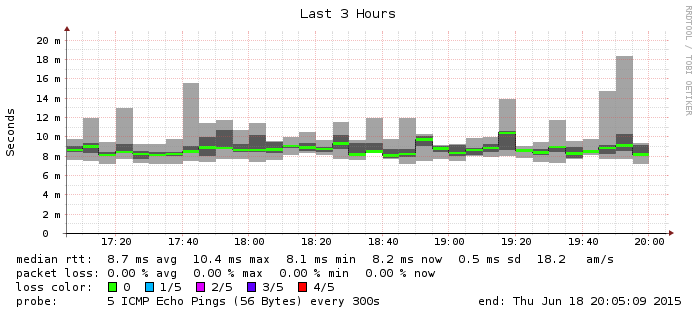 Last 3 Hours
RRDTOOL / TOBI OETIKER
Seconds
20 m
18 m
16 m
14 m
12 m
10 m
8 m
6 m
4 m
2 m
0
17:20 17:40 18:00 18:20 18:40 19:00 19:20 19:40 20:00
median rtt: 8.7 ms avg 10.4 ms max 8.1 ms min 8.2 ms now 0.5 ms sd 18.2 am/s
packet loss: 0.00 % avg 0.00 % max 0.00 % min 0.00 % now
loss color: 0 1/5 2/5 3/5 4/5
probe: 5 ICMP Echo Pings (56 Bytes) every 300s end: Thu Jun 18 20:05:09 2015